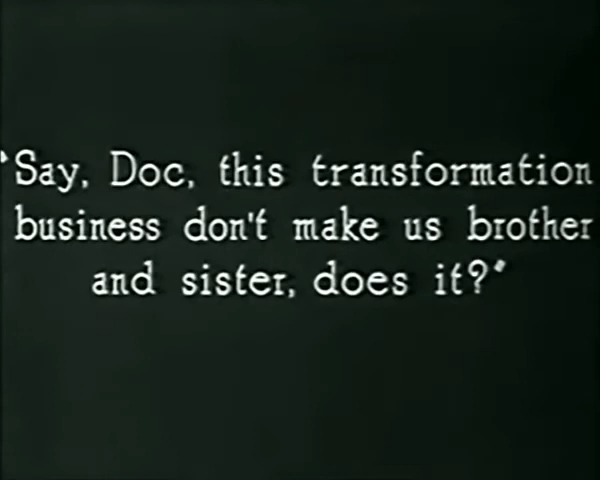 "Say, Doc, this transformation
business don't make us brother
and sister, does it?"